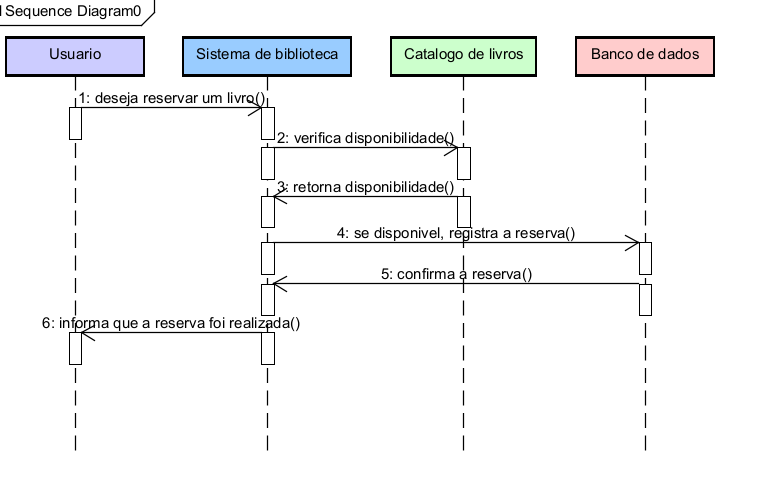 Sequence Diagram0
Usuario
Sistema de biblioteca
Catalogo de livros
Banco de dados
1: deseja reservar um livro()
2: verifica disponibilidade()
3: retorna disponibilidade()
4: se disponivel, registra a reserva()
5: confirma a reserva()
6: informa que a reserva foi realizada()